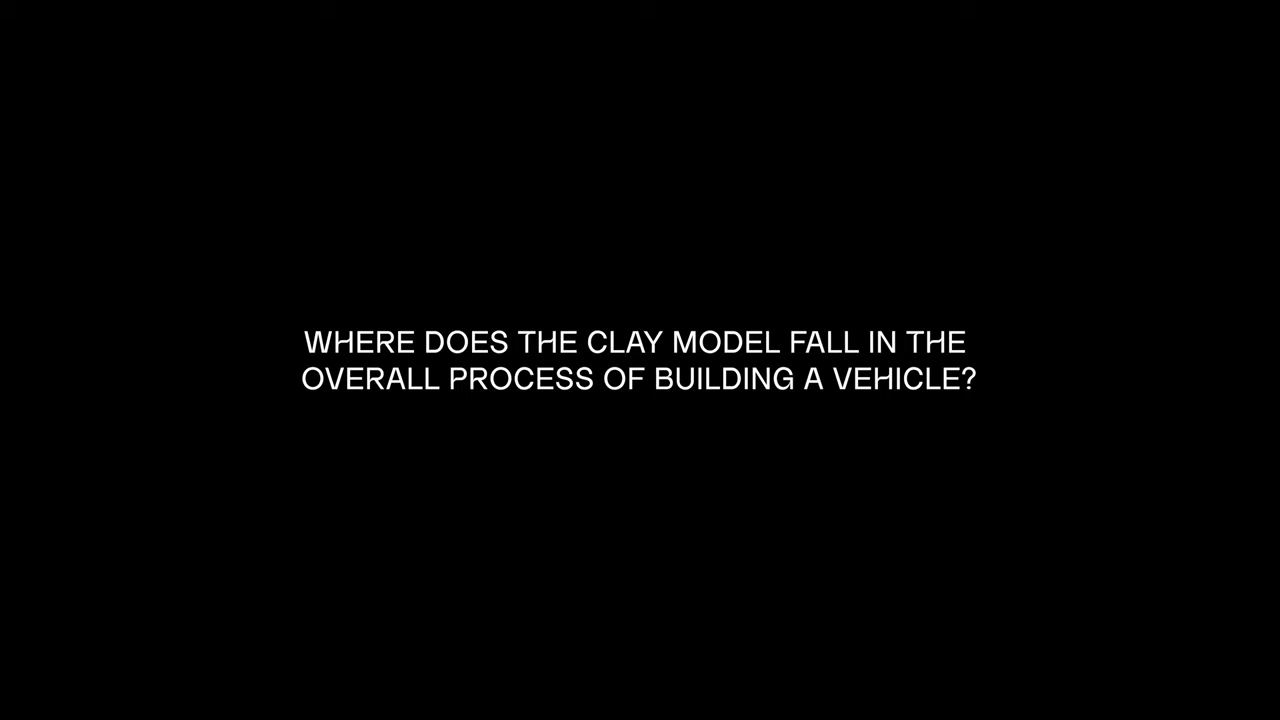 WHERE DOES THE CLAY MODEL FALL IN THE
OVERALL PROCESS OF BUILDING A VEHICLE?